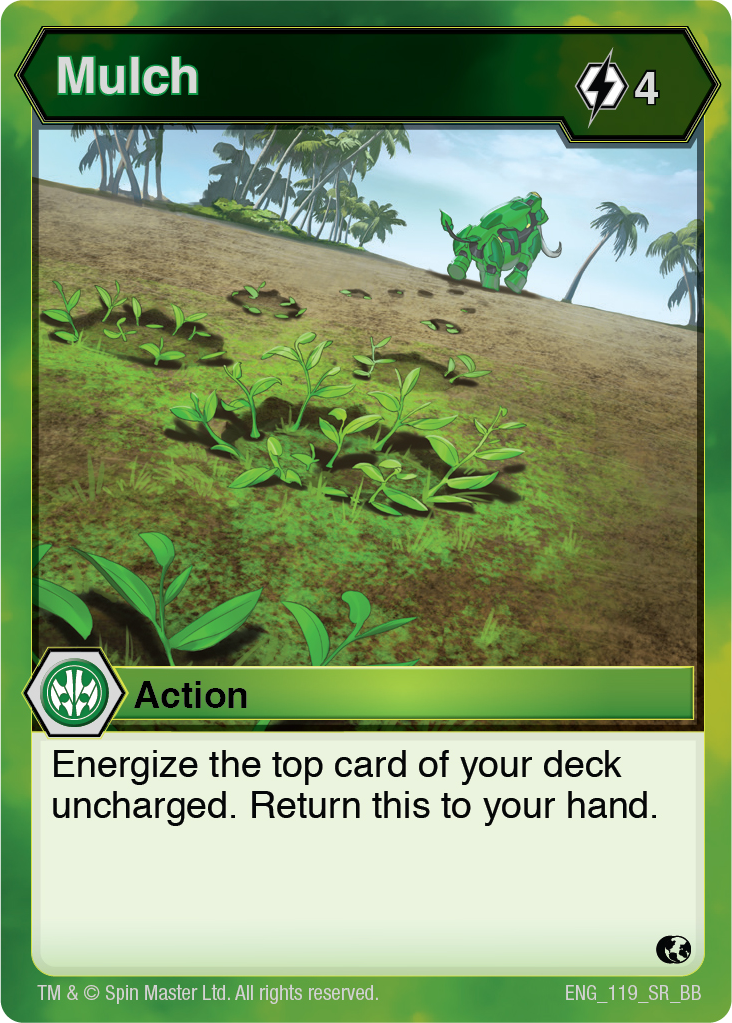 Mulch
4
Action
Energize the top card of your deck
uncharged. Return this to your hand.
TM & © Spin Master Ltd. All rights reserved.
ENG_119_SR_BB